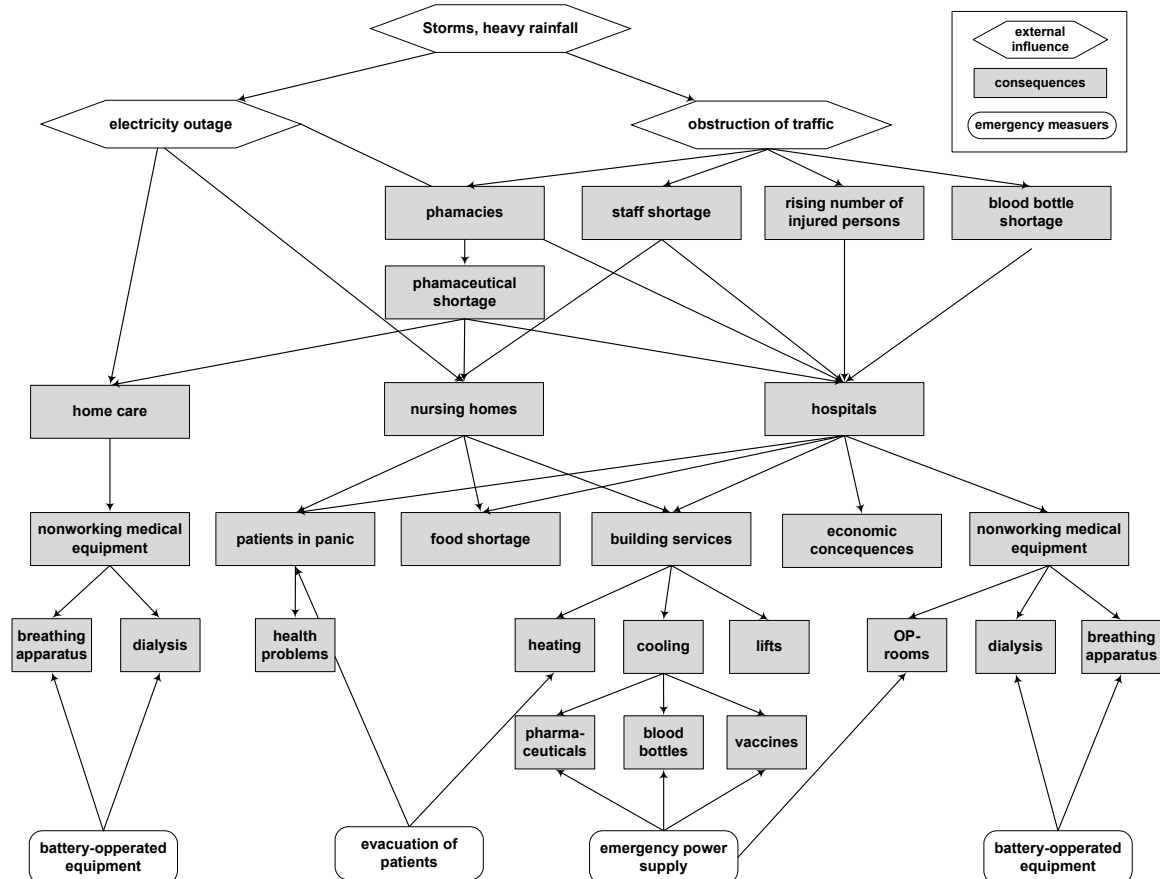 Storms, heavy rainfall
external
influence
consequences
emergency measuers
electricity outage
obstruction of traffic
phamacies
staff shortage
rising number of
injured persons
blood bottle
shortage
phamaceutical
shortage
home care
nursing homes
hospitals
nonworking medical
equipment
patients in panic
food shortage
building services
economic
concequences
nonworking medical
equipment
breathing
apparatus
dialysis
health
problems
heating
cooling
lifts
OP-
rooms
dialysis
breathing
apparatus
pharma-
ceuticals
blood
bottles
vaccines
battery-opperated
equipment
evacuation of
patients
emergency power
supply
battery-opperated
equipment